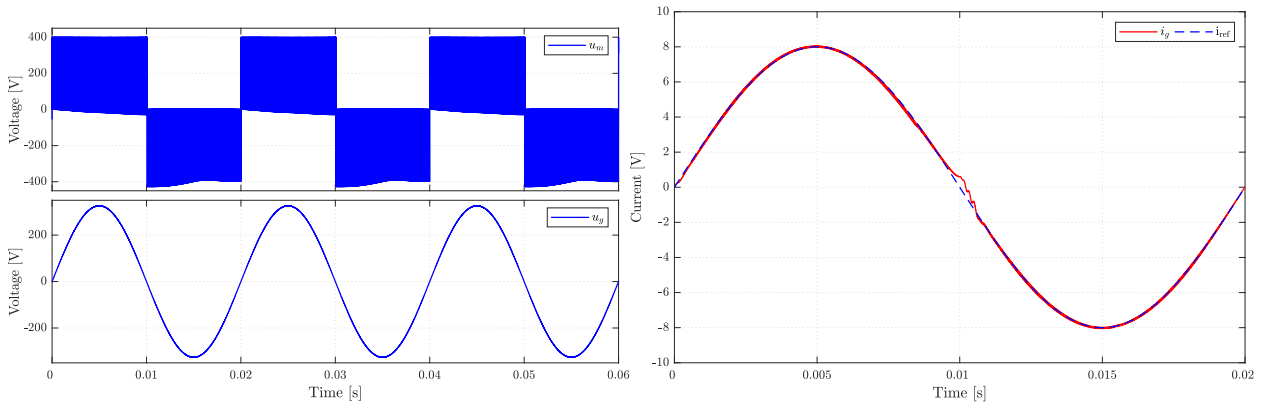 400
200
0
-200
-400
Voltage [V]
u_m
200
0
-200
Voltage [V]
u_g
0 0.01 0.02 0.03 0.04 0.05 0.06
Time [s]
10
8
6
4
2
0
-2
-4
-6
-8
-10
Current [V]
i_g i_ref
0 0.005 0.01 0.015 0.02
Time [s]